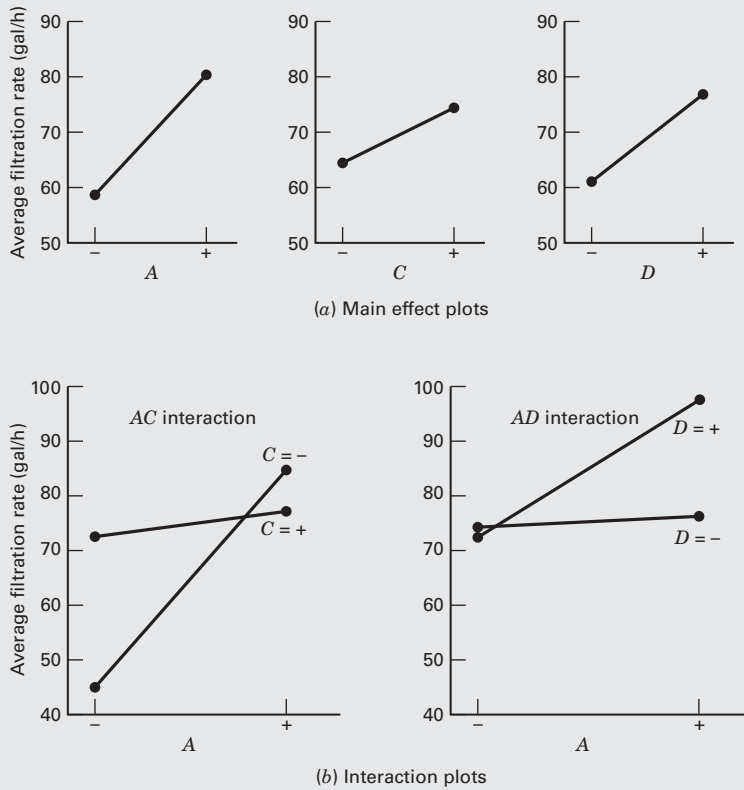 Average filtration rate (gal/h)
90
80
70
60
50
−
+
A
90
80
70
60
50
−
+
C
90
80
70
60
50
−
+
D
(a) Main effect plots
Average filtration rate (gal/h)
100
90
80
70
60
50
40
AC interaction
C = −
C = +
−
+
A
100
90
80
70
60
50
40
AD interaction
D = +
D = −
−
+
A
(b) Interaction plots